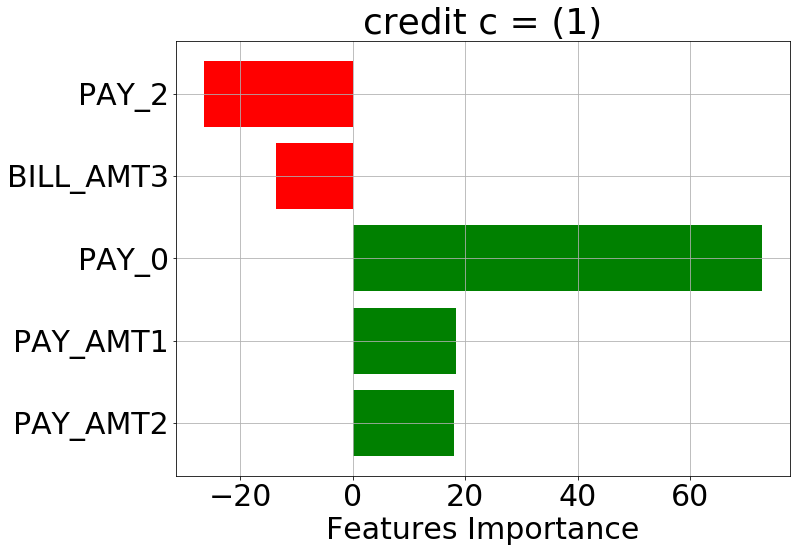 credit c = (1)
PAY_2
BILL_AMT3
PAY_0
PAY_AMT1
PAY_AMT2
−20 0 20 40 60
Features Importance